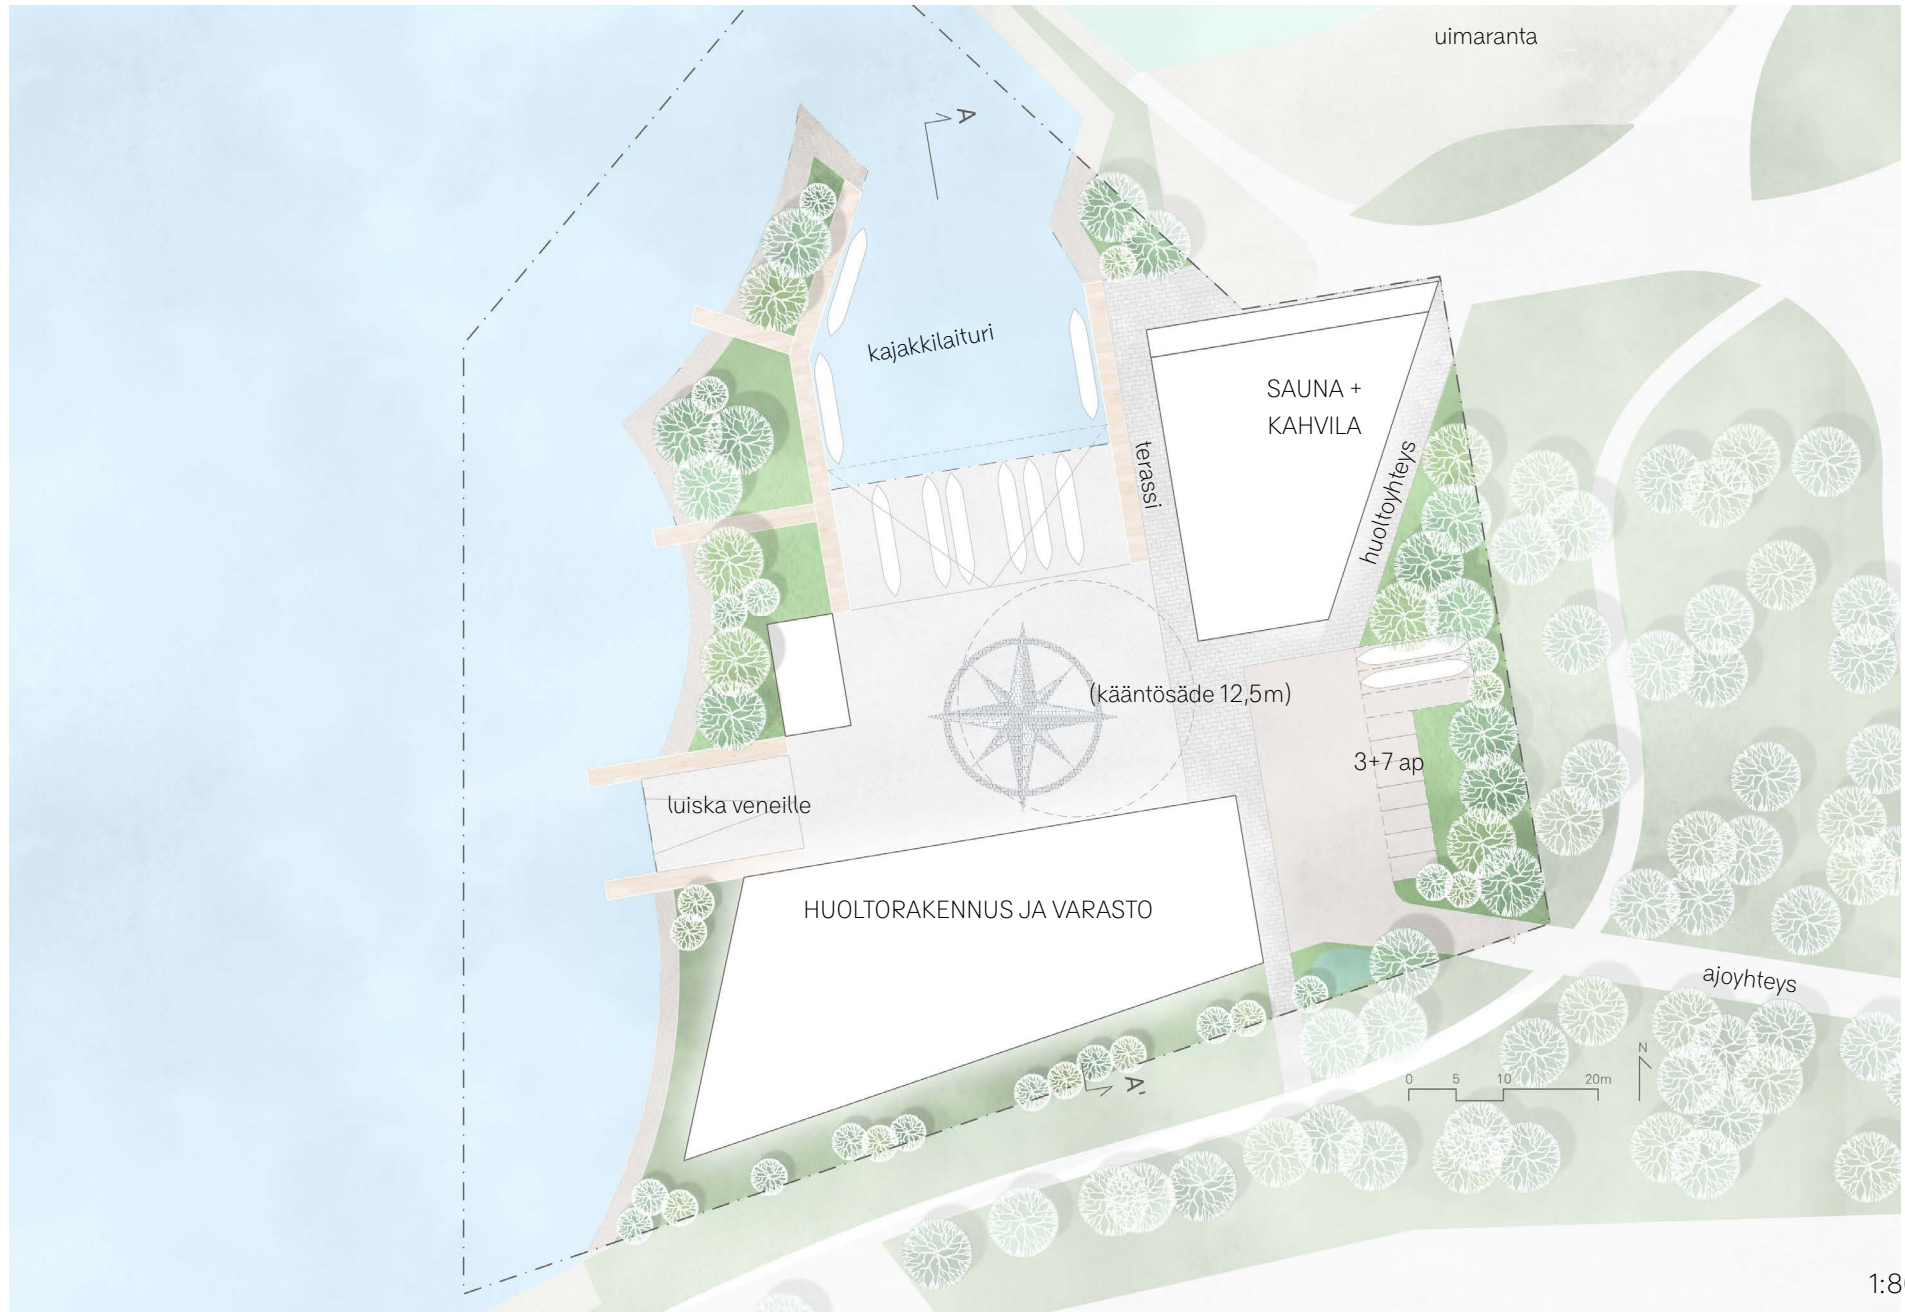 uimaranta
A
kajakkilaituri
SAUNA +
KAHVILA
terassi
huoltoyhteys
(kääntösäde 12,5m)
3+7 ap
luiska veneille
HUOLTORAKENNUS JA VARASTO
ajoyhteys
N
0 5 10 20m
A'